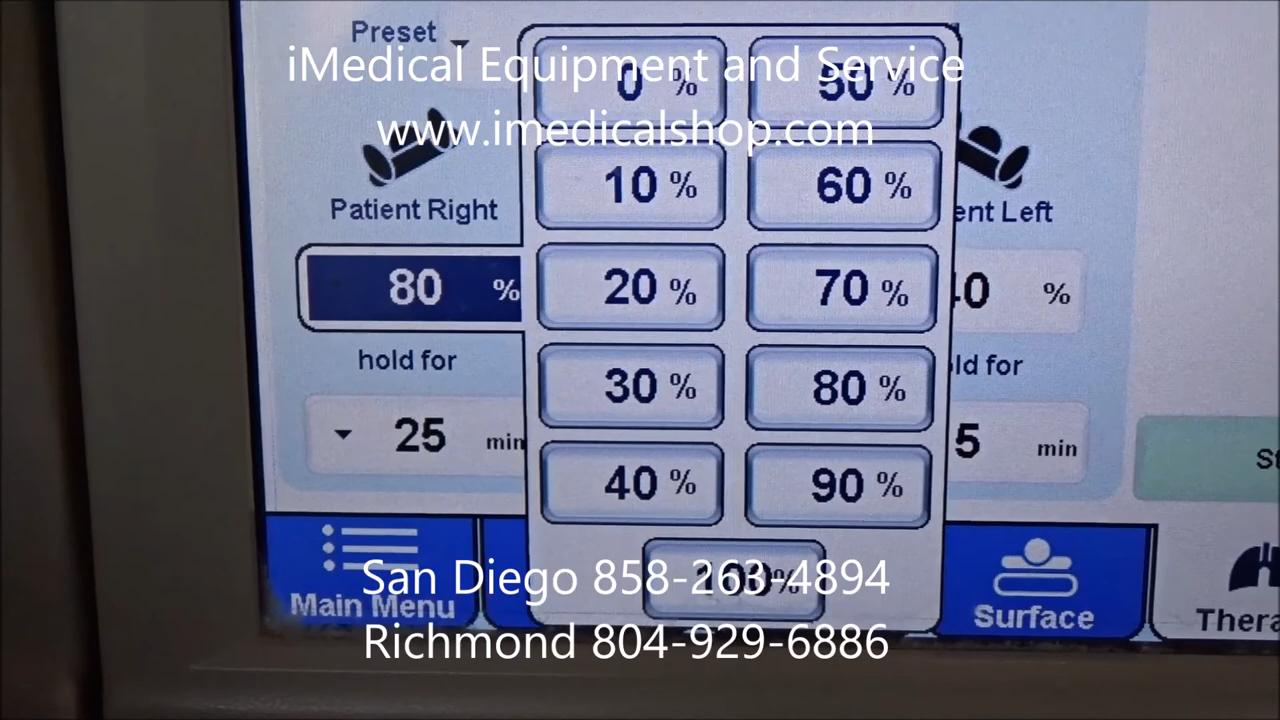 Preset
iMedical Equipment and Service
www.imedicalshop.com
0 %
50 %
10 %
60 %
Patient Right
ent Left
80 %
20 %
70 %
%
hold for
ld for
30 %
80 %
25 min
5 min
40 %
90 %
100%
Main Menu
Surface
Thera
San Diego 858-263-4894
Richmond 804-929-6886